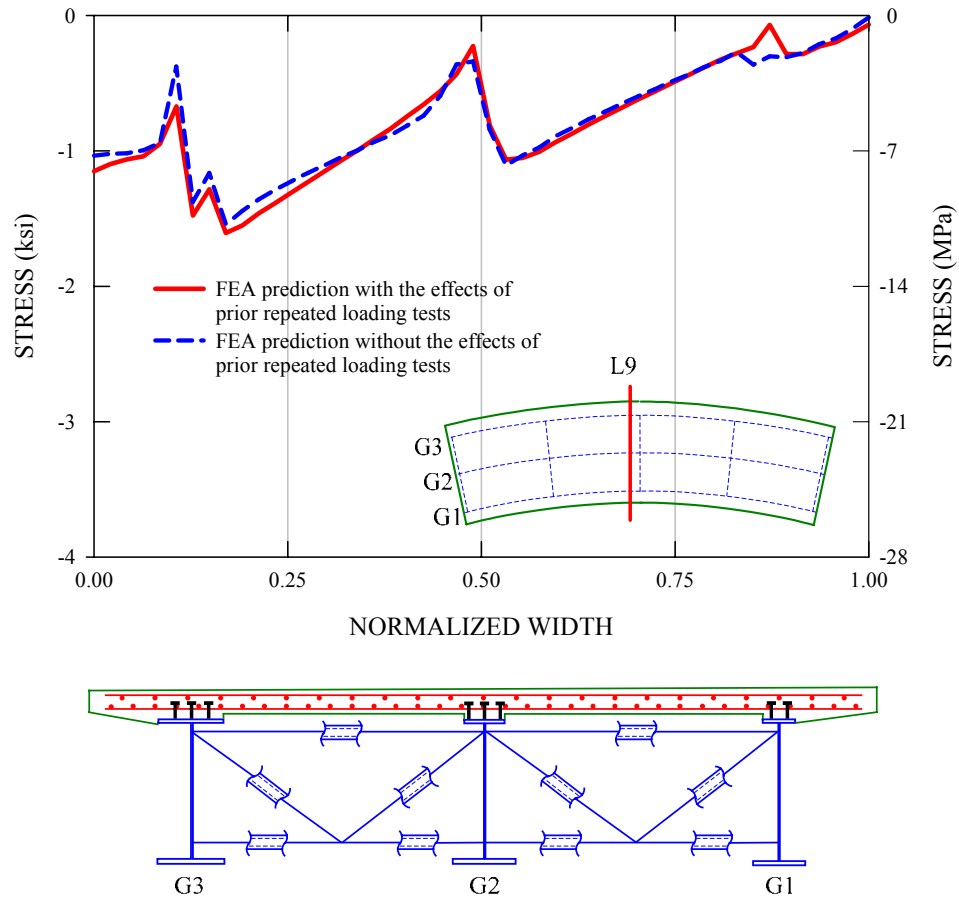 0
0
-1
-7
-2
-14
-3
-21
-4
-28
STRESS (ksi)
STRESS (MPa)
FEA prediction with the effects of
prior repeated loading tests
FEA prediction without the effects of
prior repeated loading tests
L9
G3
G2
G1
0.00
0.25
0.50
0.75
1.00
NORMALIZED WIDTH
G3
G2
G1